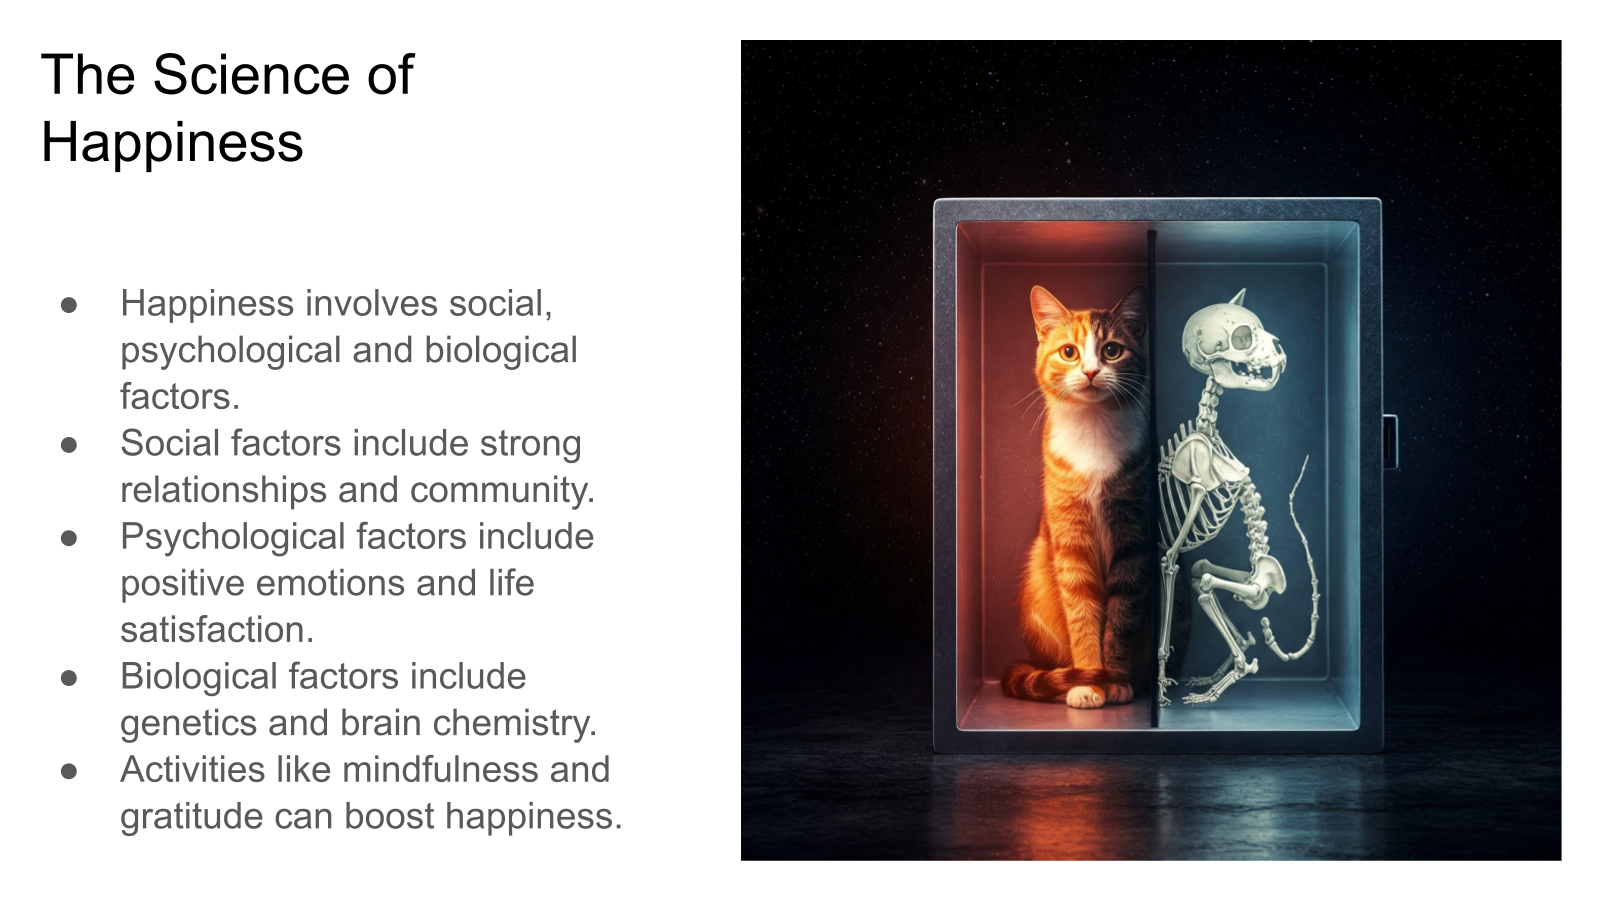 The Science of
Happiness
● Happiness involves social,
psychological and biological
factors.
● Social factors include strong
relationships and community.
● Psychological factors include
positive emotions and life
satisfaction.
● Biological factors include
genetics and brain chemistry.
● Activities like mindfulness and
gratitude can boost happiness.